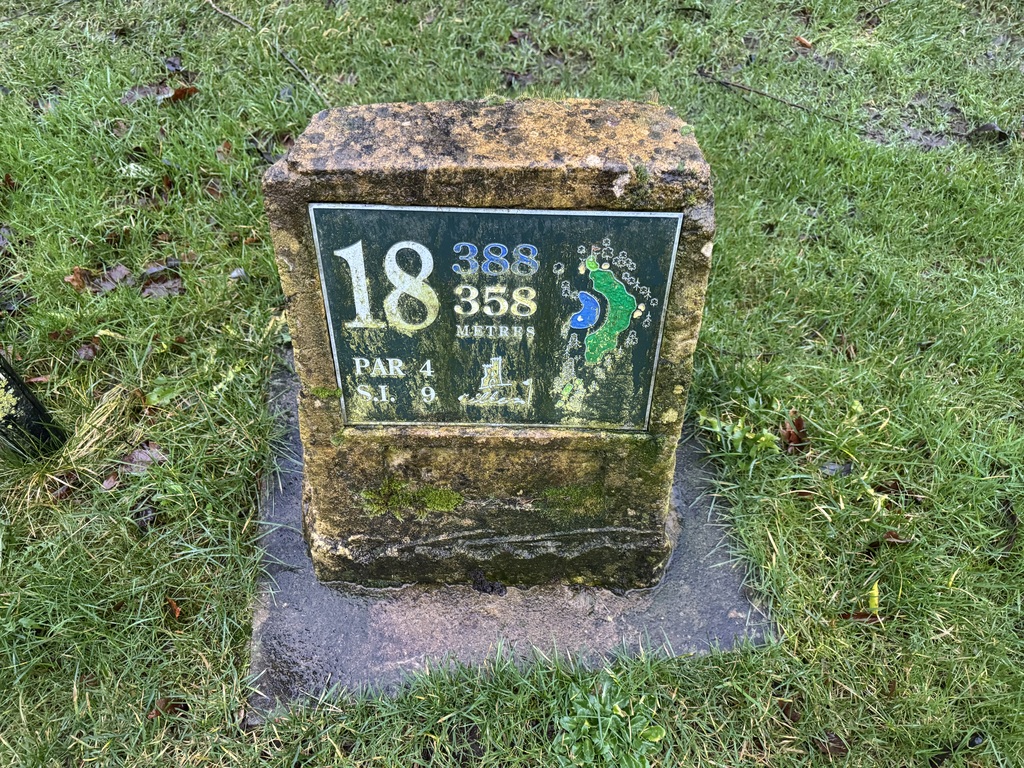 18
388
358
METRES
PAR 4
S.I. 9